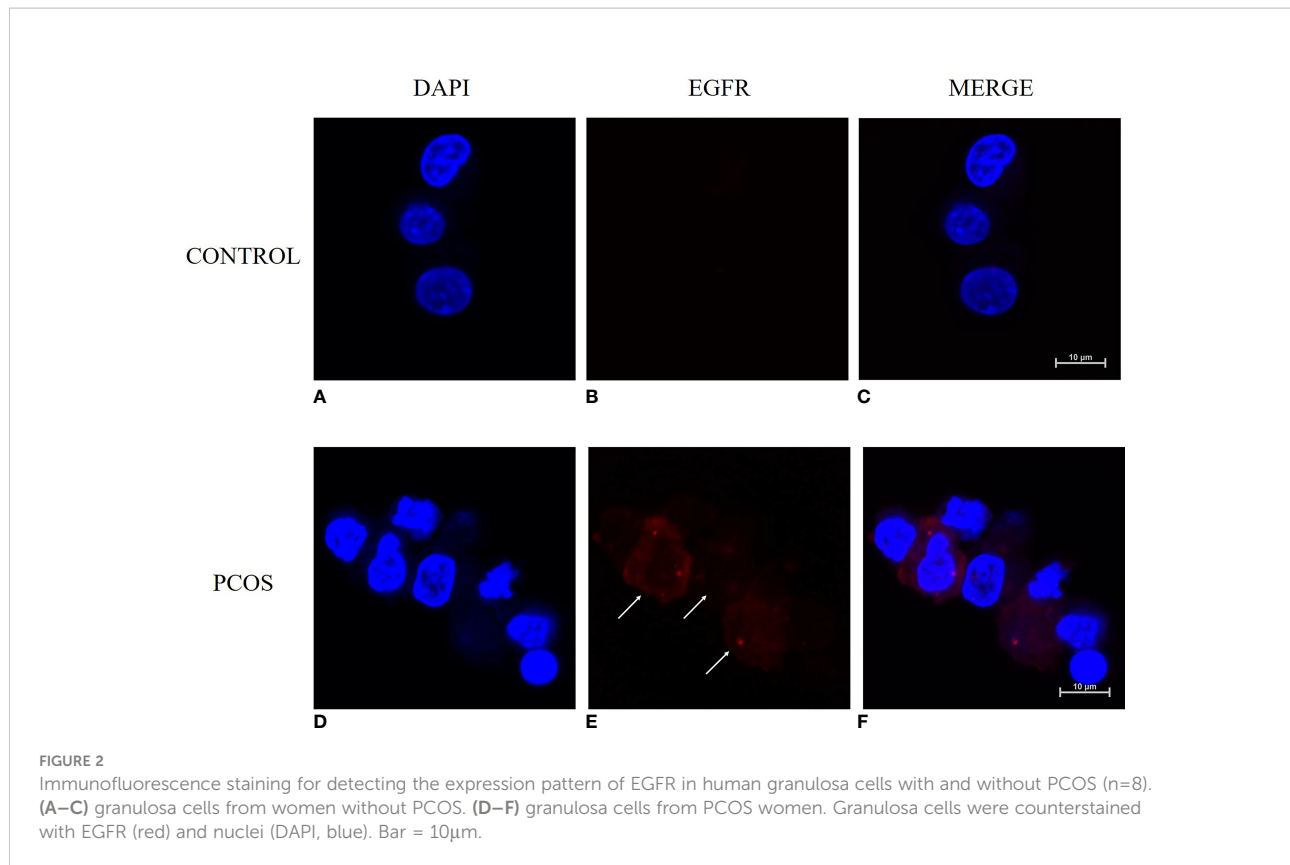 DAPI EGFR MERGE
CONTROL
10 µm
A B C
PCOS
10 µm
D E F
FIGURE 2
Immunofluorescence staining for detecting the expression pattern of EGFR in human granulosa cells with and without PCOS (n=8).
(A–C) granulosa cells from women without PCOS. (D–F) granulosa cells from PCOS women. Granulosa cells were counterstained
with EGFR (red) and nuclei (DAPI, blue). Bar = 10µm.